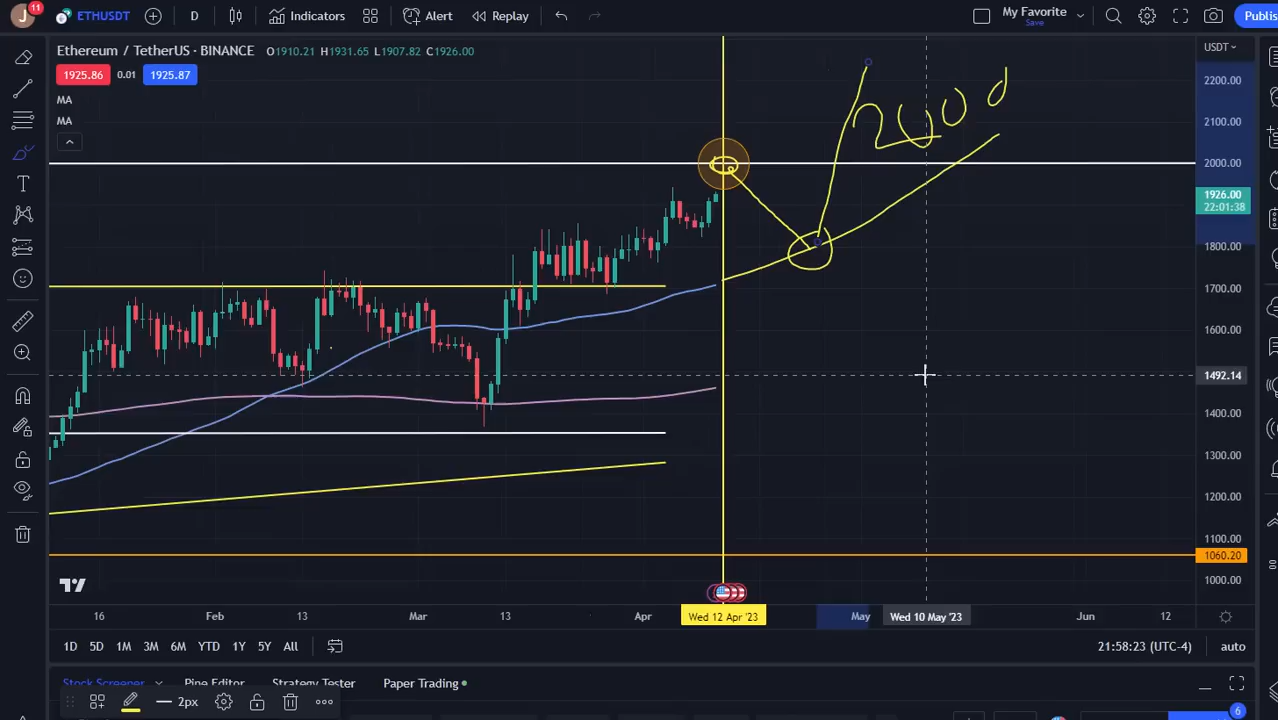 J 11 ETHUSDT D Indicators Alert Replay My Favorite Save Publis
Ethereum / TetherUS · BINANCE O1910.21 H1931.65 L1907.82 C1926.00 USDT
1925.86 0.01 1925.87
MA
MA
2000
2200.00
2100.00
2000.00
1926.00
22:01:38
1800.00
1700.00
1600.00
1492.14
1400.00
1300.00
1200.00
1100.00
1060.20
1000.00
16 Feb 13 Mar 13 Apr Wed 12 Apr '23 May Wed 10 May '23 Jun 12
1D 5D 1M 3M 6M YTD 1Y 5Y All 21:58:23 (UTC-4) auto
Stock Screener Pine Editor Strategy Tester Paper Trading
2px
6